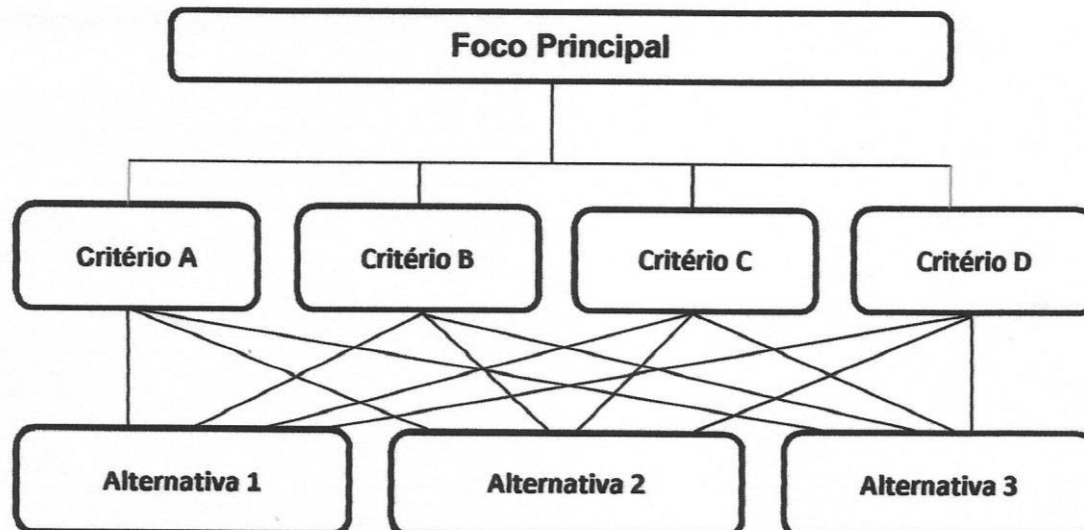 Foco Principal
Critério A
Critério B
Critério C
Critério D
Alternativa 1
Alternativa 2
Alternativa 3